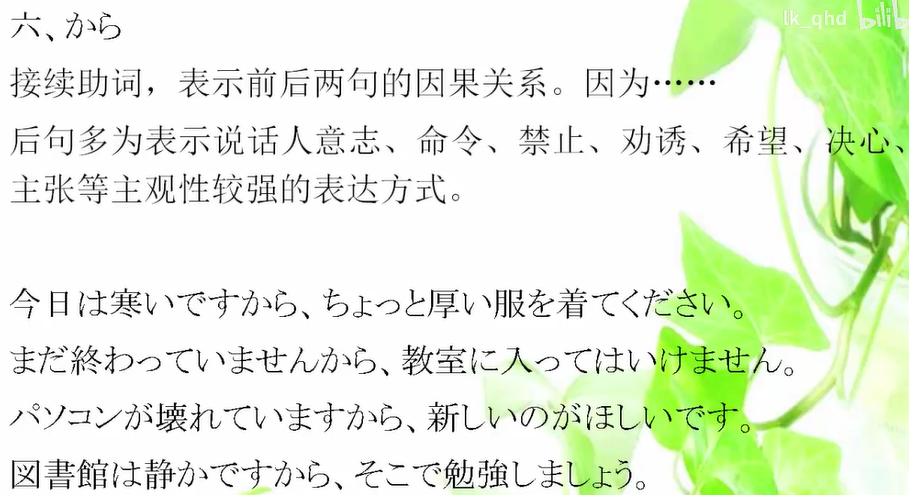 lk_qhd bilib
六、から
接续助词，表示前后两句的因果关系。因为……
后句多为表示说话人意志、命令、禁止、劝诱、希望、决心、
主张等主观性较强的表达方式。
今日は寒いですから、ちょっと厚い服を着てください。
まだ終わっていませんから、教室に入ってはいけません。
パソコンが壊れていますから、新しいのがほしいです。
図書館は静かですから、そこで勉強しましょう。